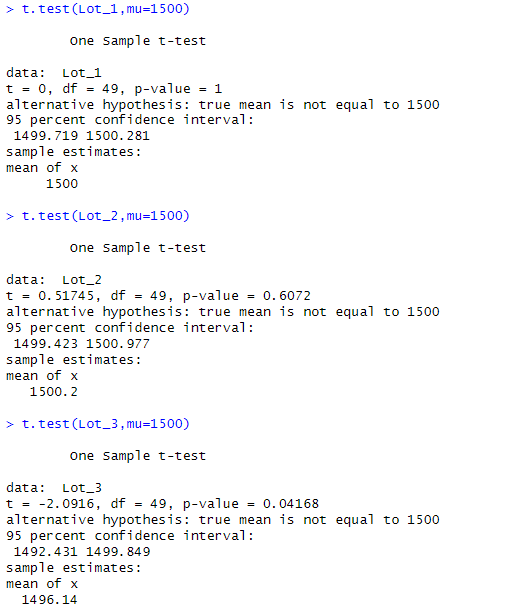 > t.test(Lot_1,mu=1500)
One Sample t-test
data:  Lot_1
t = 0, df = 49, p-value = 1
alternative hypothesis: true mean is not equal to 1500
95 percent confidence interval:
1499.719 1500.281
sample estimates:
mean of x
1500
> t.test(Lot_2,mu=1500)
One Sample t-test
data:  Lot_2
t = 0.51745, df = 49, p-value = 0.6072
alternative hypothesis: true mean is not equal to 1500
95 percent confidence interval:
1499.423 1500.977
sample estimates:
mean of x
1500.2
> t.test(Lot_3,mu=1500)
One Sample t-test
data:  Lot_3
t = -2.0916, df = 49, p-value = 0.04168
alternative hypothesis: true mean is not equal to 1500
95 percent confidence interval:
1492.431 1499.849
sample estimates:
mean of x
1496.14